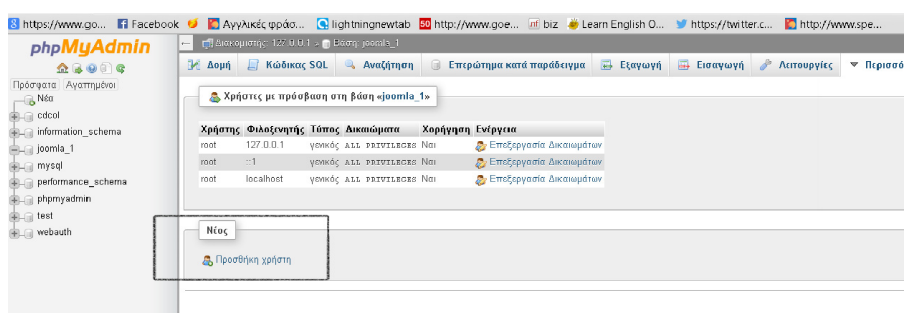 https://www.go... Facebook Αγγλικές φράσ... lightningnewtab http://www.goe... biz Learn English O... https://twitter.c... http://www.spe...
phpMyAdmin
Διακομιστής: 127.0.0.1 » Βάση: joomla_1
Δομή Κώδικας SQL Αναζήτηση Επερώτημα κατά παράδειγμα Εξαγωγή Εισαγωγή Λειτουργίες Περισσό
Πρόσφατα Αγαπημένοι
Νέα
cdcol
information_schema
joomla_1
mysql
performance_schema
phpmyadmin
test
webauth
Χρήστες με πρόσβαση στη βάση «joomla_1»
Χρήστης Φιλοξενητής Τύπος Δικαιώματα Χορήγηση Ενέργεια
root 127.0.0.1 γενικός ALL PRIVILEGES Ναι Επεξεργασία Δικαιωμάτων
root ::1 γενικός ALL PRIVILEGES Ναι Επεξεργασία Δικαιωμάτων
root localhost γενικός ALL PRIVILEGES Ναι Επεξεργασία Δικαιωμάτων
Νέος
Προσθήκη χρήστη